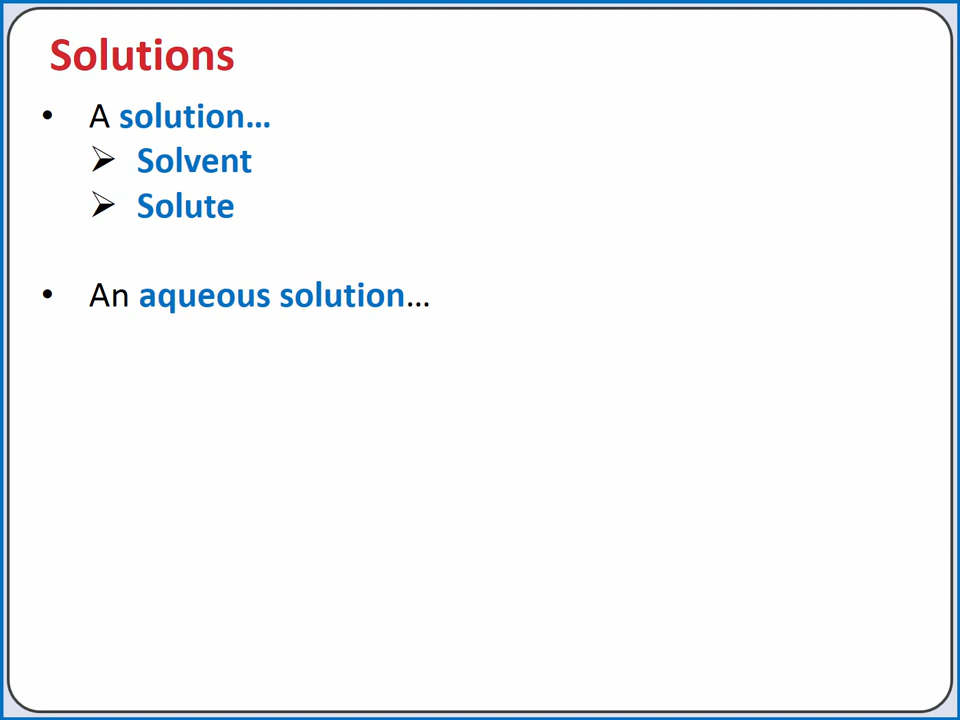 Solutions
• A solution…
➢ Solvent
➢ Solute
• An aqueous solution…